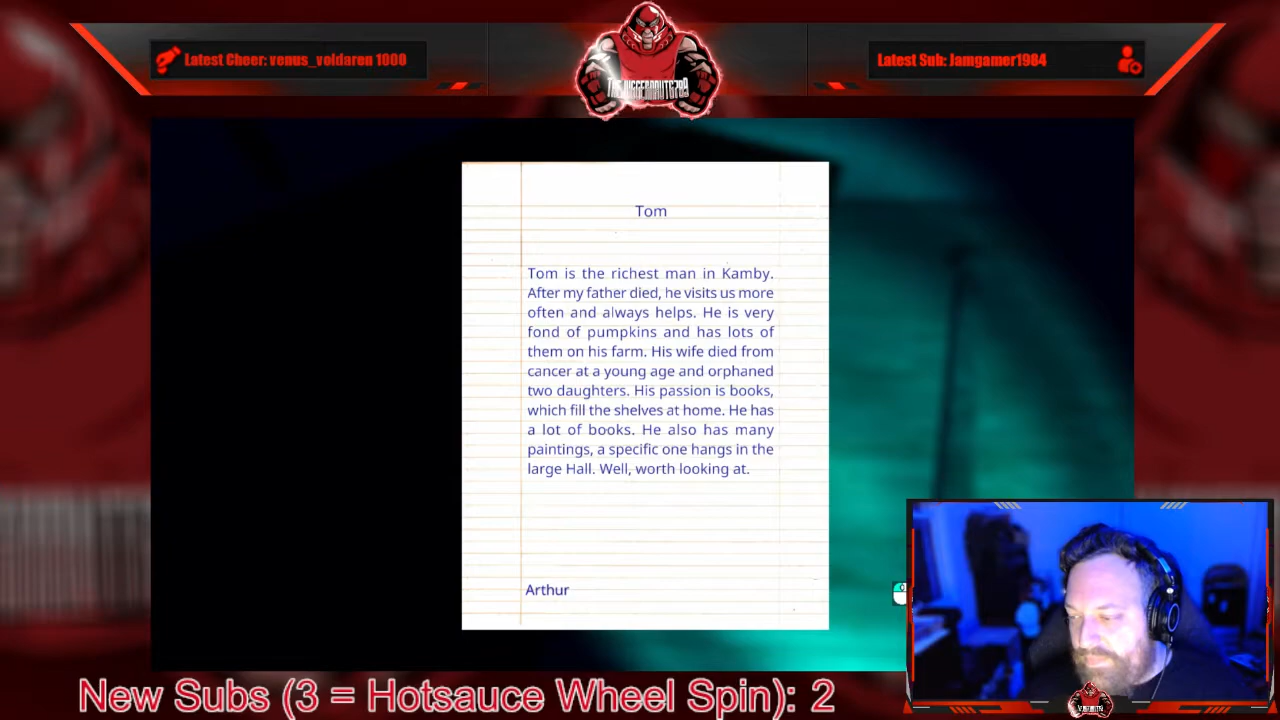 Latest Cheer: venus_voldaren 1000
Latest Sub: Jamgamer1984
Tom
Tom is the richest man in Kamby.
After my father died, he visits us more
often and always helps. He is very
fond of pumpkins and has lots of
them on his farm. His wife died from
cancer at a young age and orphaned
two daughters. His passion is books,
which fill the shelves at home. He has
a lot of books. He also has many
paintings, a specific one hangs in the
large Hall. Well, worth looking at.
Arthur
New Subs (3 = Hotsauce Wheel Spin): 2